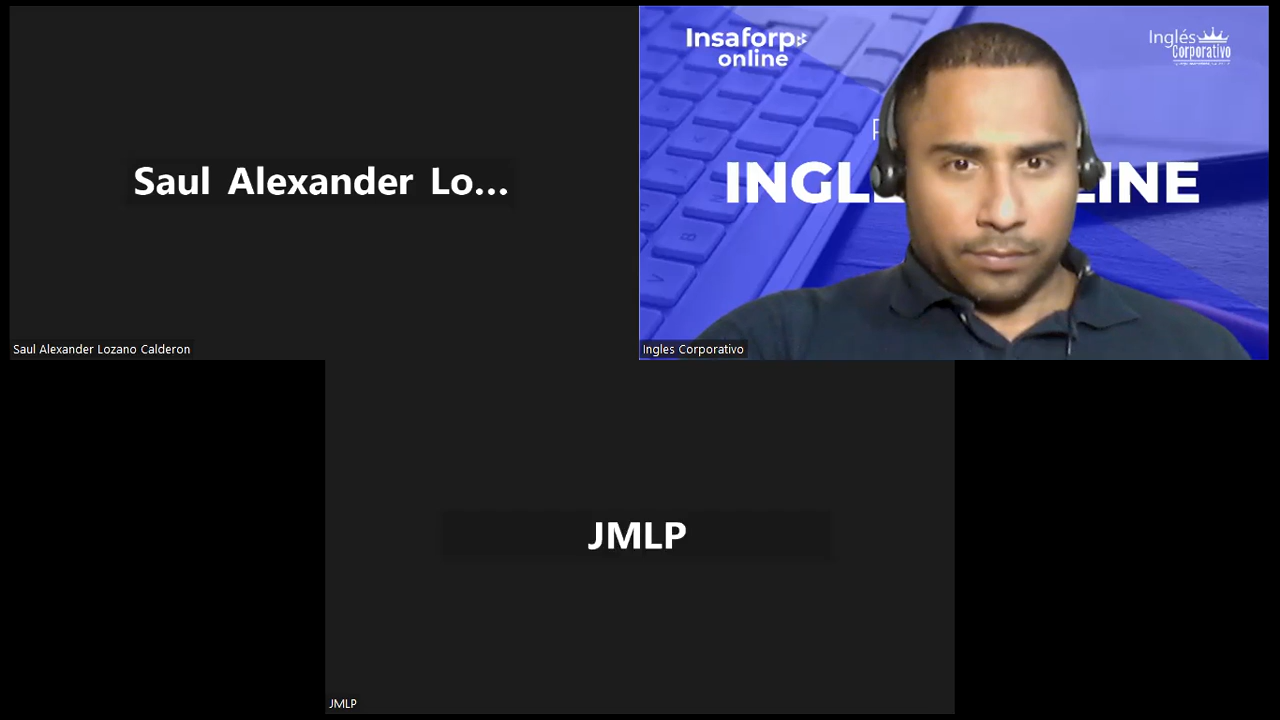 Saul Alexander Lo...
Saul Alexander Lozano Calderon
Insaforp
online
Inglés
Corporativo
P
INGL
LINE
Ingles Corporativo
JMLP
JMLP